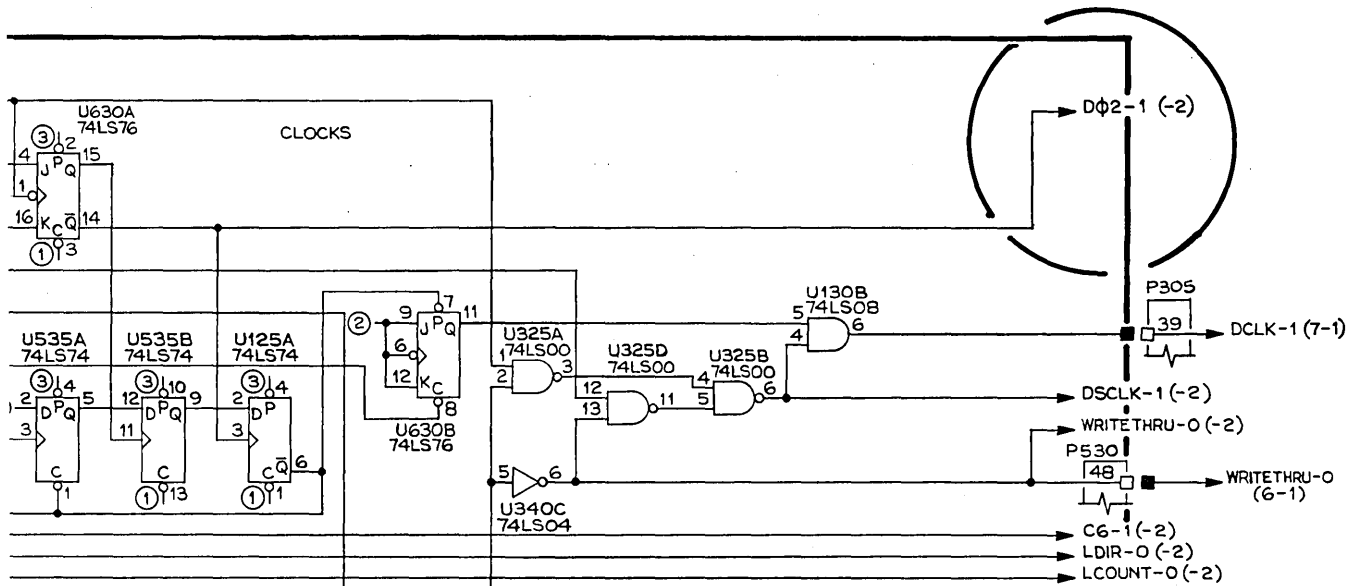 U630A
74LS76
CLOCKS
Dϕ2-1 (-2)
3
2
4
J
P
Q
15
1
16
K
C
Q̅
14
1
3
P305
39
DCLK-1 (7-1)
U130B
74LS08
5
4
6
7
2
9
J
P
Q
11
6
12
K
C
8
U630B
74LS76
U325A
74LS00
1
2
3
U325D
74LS00
12
13
11
U325B
74LS00
4
5
6
DSCLK-1 (-2)
WRITETHRU-0 (-2)
U535A
74LS74
3
4
2
D
P
Q
5
3
C
1
U535B
74LS74
3
10
12
D
P
Q
9
11
C
1
13
U125A
74LS74
3
4
2
D
P
3
C
Q̅
6
1
1
5
6
U340C
74LS04
P530
48
WRITETHRU-0
(6-1)
C6-1 (-2)
LDIR-0 (-2)
LCOUNT-0 (-2)